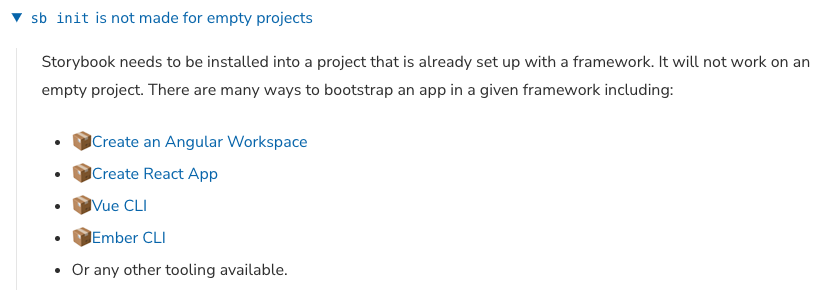 sb init is not made for empty projects
Storybook needs to be installed into a project that is already set up with a framework. It will not work on an
empty project. There are many ways to bootstrap an app in a given framework including:
Create an Angular Workspace
Create React App
Vue CLI
Ember CLI
Or any other tooling available.